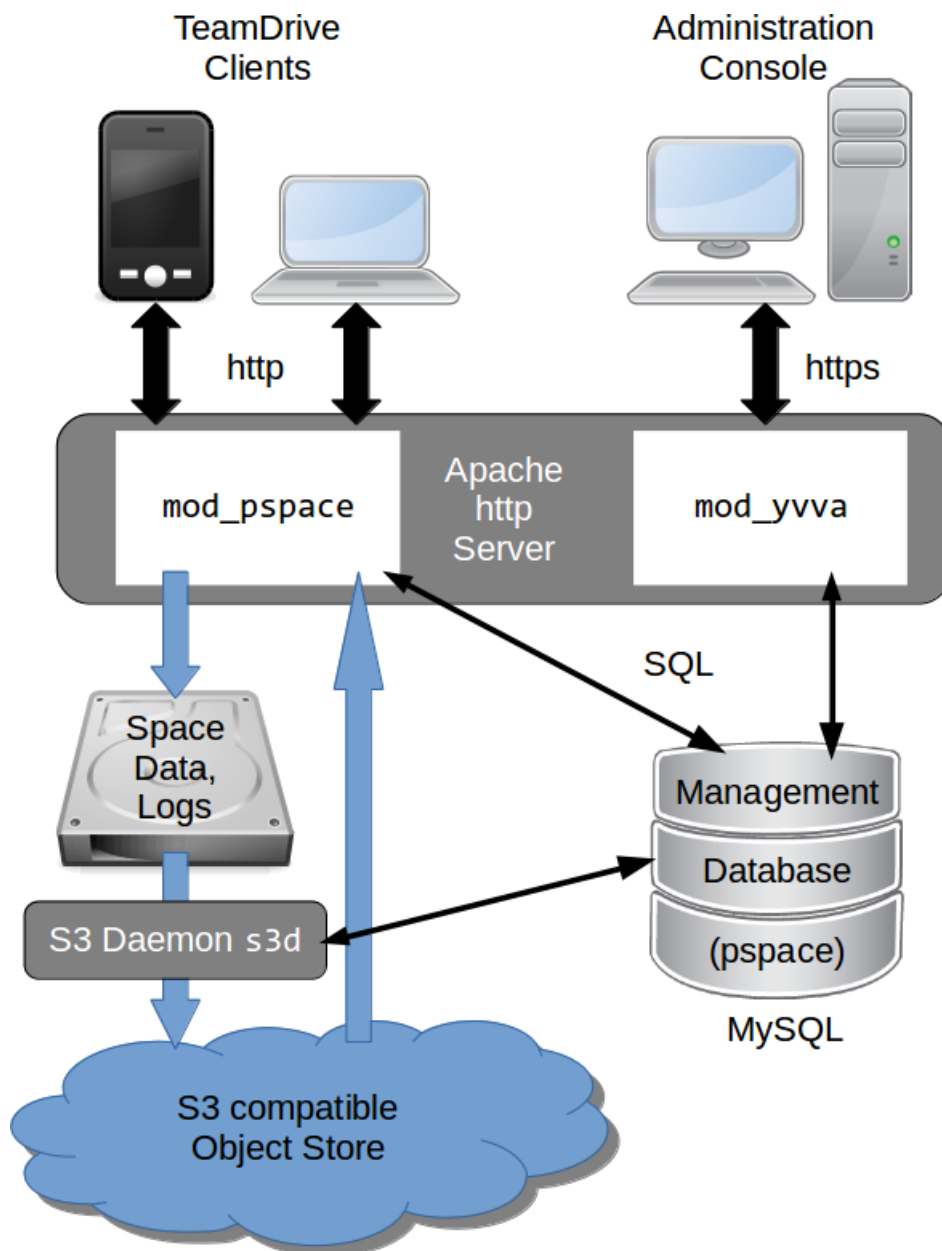 TeamDrive
Clients
Administration
Console
http
https
mod_pspace
Apache
http
Server
mod_yvva
SQL
Space
Data,
Logs
Management
Database
(pspace)
MySQL
S3 Daemon s3d
S3 compatible
Object Store